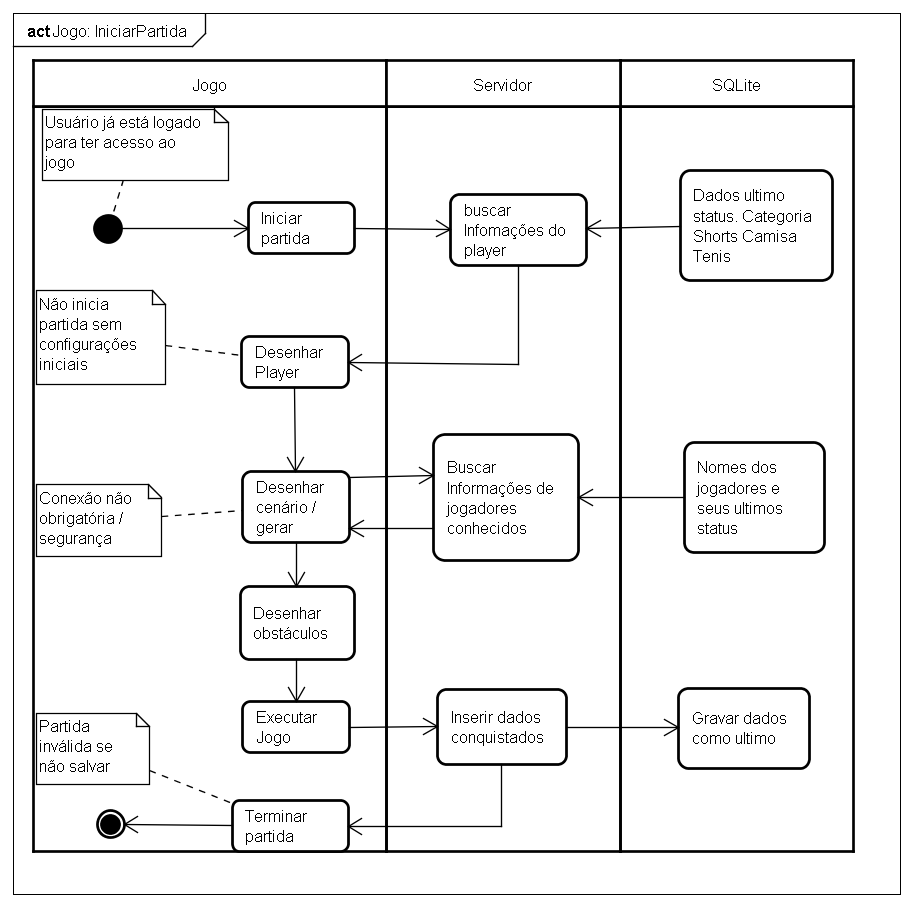 act Jogo: IniciarPartida
Jogo
Servidor
SQLite
Usuário já está logado
para ter acesso ao
jogo
Iniciar
partida
buscar
Infomações do
player
Dados ultimo
status. Categoria
Shorts Camisa
Tenis
Não inicia
partida sem
configurações
iniciais
Desenhar
Player
Conexão não
obrigatória /
segurança
Desenhar
cenário /
gerar
Buscar
Informações de
jogadores
conhecidos
Nomes dos
jogadores e
seus ultimos
status
Desenhar
obstáculos
Partida
inválida se
não salvar
Executar
Jogo
Inserir dados
conquistados
Gravar dados
como ultimo
Terminar
partida